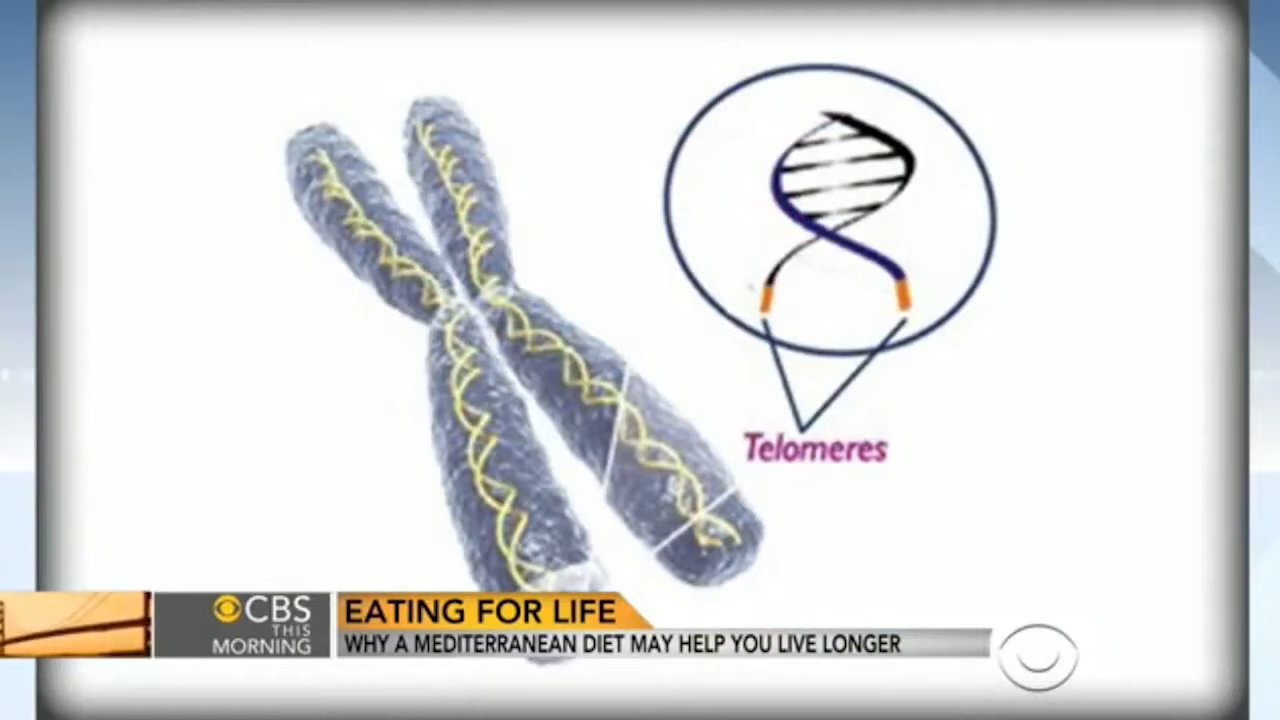 Telomeres
CBS
THIS
MORNING
EATING FOR LIFE
WHY A MEDITERRANEAN DIET MAY HELP YOU LIVE LONGER